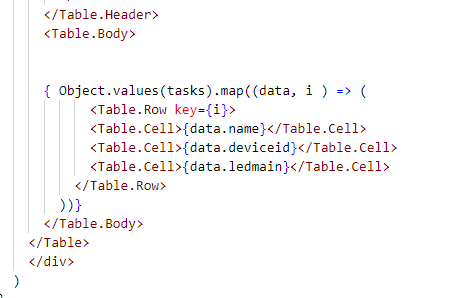 </Table.Header>
<Table.Body>
{ Object.values(tasks).map((data, i ) => (
<Table.Row key={i}>
<Table.Cell>{data.name}</Table.Cell>
<Table.Cell>{data.deviceid}</Table.Cell>
<Table.Cell>{data.ledmain}</Table.Cell>
</Table.Row>
))}
</Table.Body>
</Table>
</div>
)